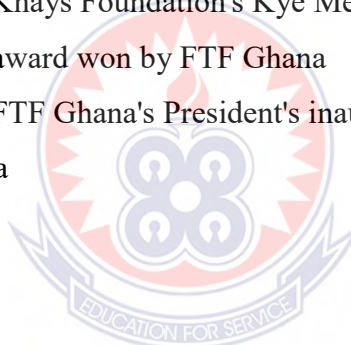 Khays Foundation's Kye Me
award won by FTF Ghana
FTF Ghana's President's inau
a
EDUCATION FOR SERVICE